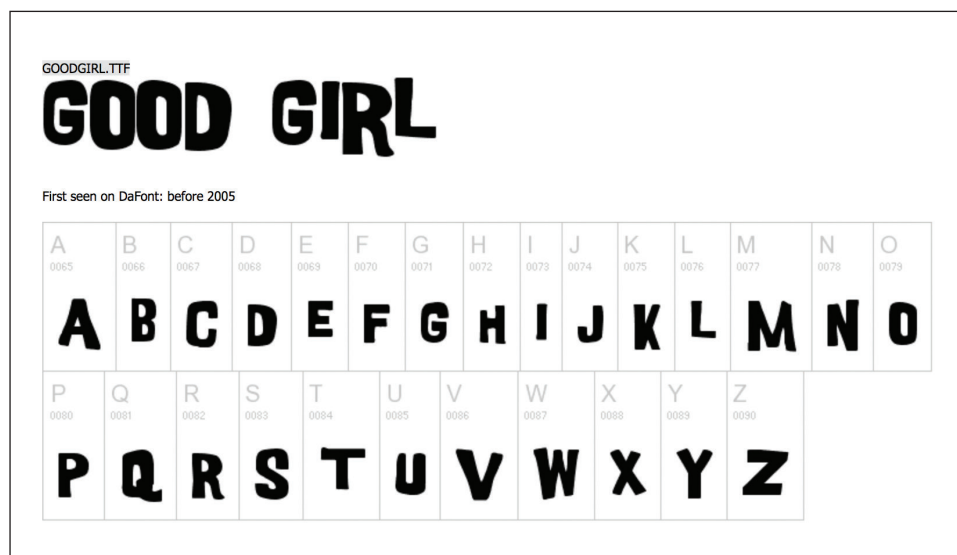 GOODGIRL.TTF
GOOD GIRL
First seen on DaFont: before 2005
A B C D E F G H I J K L M N O
0065 0066 0067 0068 0069 0070 0071 0072 0073 0074 0075 0076 0077 0078 0079
A B C D E F G H I J K L M N O
P Q R S T U V W X Y Z
0080 0081 0082 0083 0084 0085 0086 0087 0088 0089 0090
P Q R S T U V W X Y Z